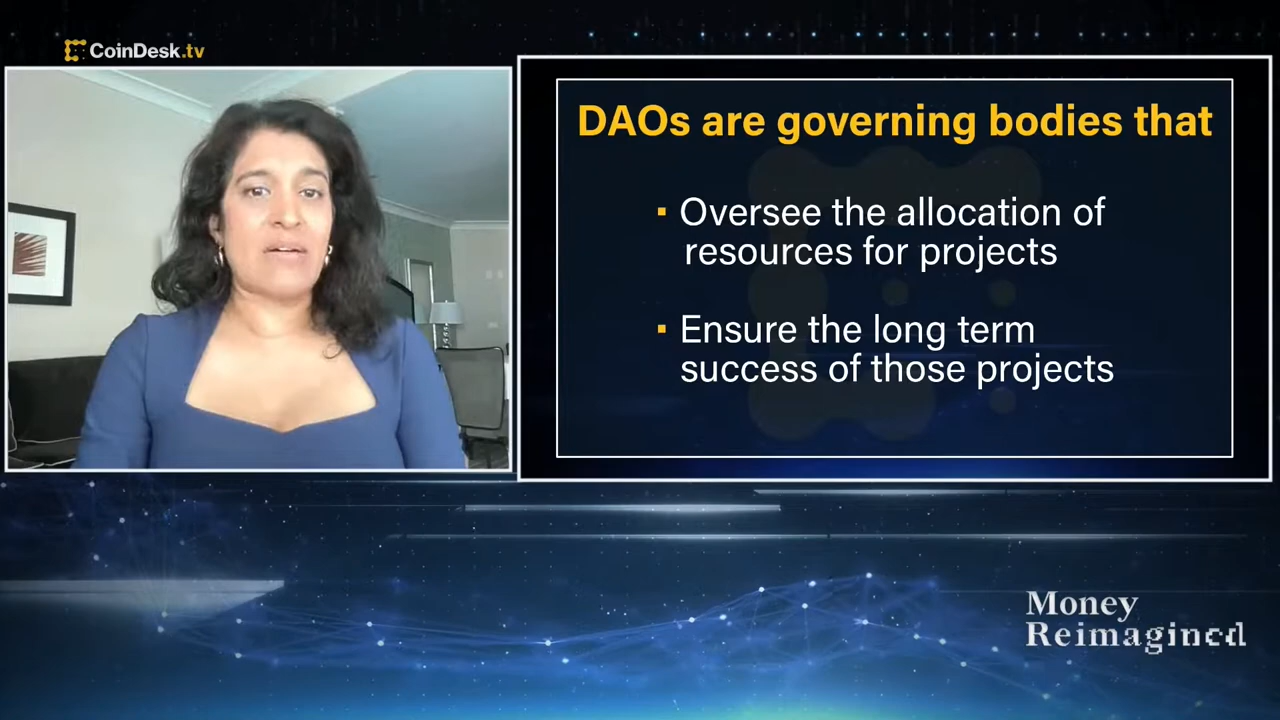 CoinDesk.tv
DAOs are governing bodies that
▪ Oversee the allocation of
resources for projects
▪ Ensure the long term
success of those projects
Money
Reimagined